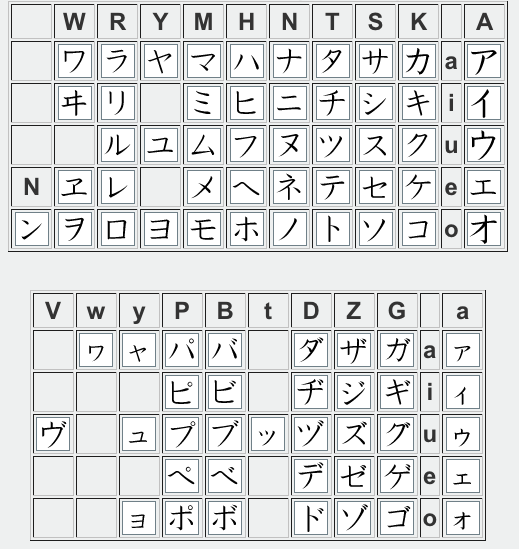 W R Y M H N T S K A
ワ ラ ヤ マ ハ ナ タ サ カ a ア
ヰ リ ミ ヒ ニ チ シ キ i イ
ル ユ ム フ ヌ ツ ス ク u ウ
N ヱ レ メ ヘ ネ テ セ ケ e エ
ン ヲ ロ ヨ モ ホ ノ ト ソ コ o オ
V w y P B t D Z G a
ヮ ャ パ バ ダ ザ ガ a ァ
ピ ビ ヂ ジ ギ i ィ
ヴ ュ プ ブ ッ ヅ ズ グ u ゥ
ペ ベ デ ゼ ゲ e ェ
ョ ポ ボ ド ゾ ゴ o ォ